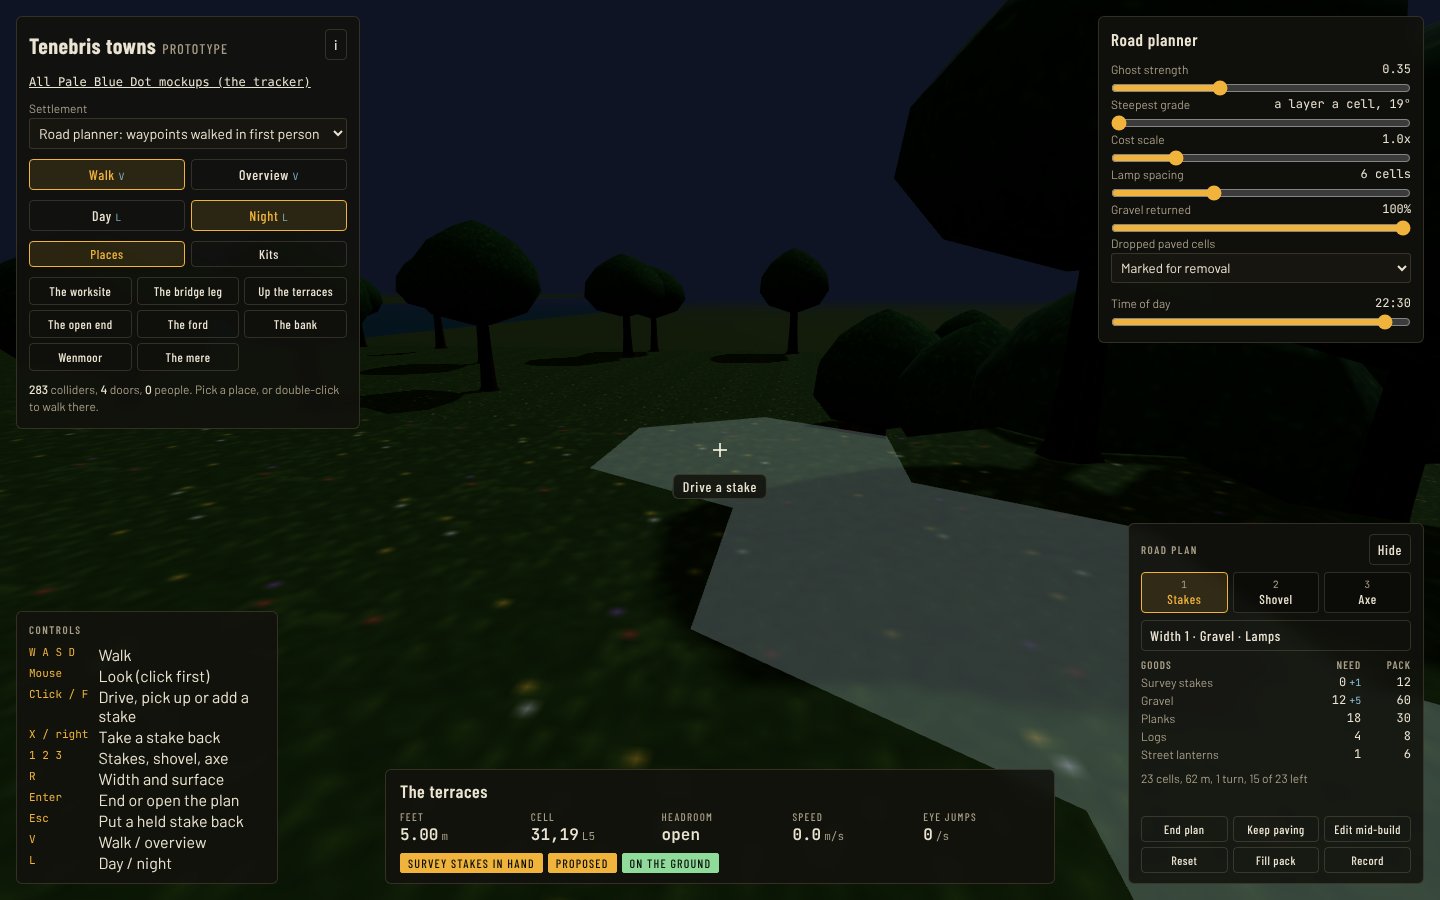 Tenebris towns PROTOTYPE
i
All Pale Blue Dot mockups (the tracker)
Settlement
Road planner: waypoints walked in first person
Walk V
Overview V
Day L
Night L
Places
Kits
The worksite
The bridge leg
Up the terraces
The open end
The ford
The bank
Wenmoor
The mere
283 colliders, 4 doors, 0 people. Pick a place, or double-click
to walk there.
Road planner
Ghost strength 0.35
Steepest grade a layer a cell, 19°
Cost scale 1.0x
Lamp spacing 6 cells
Gravel returned 100%
Dropped paved cells
Marked for removal
Time of day 22:30
Drive a stake
CONTROLS
W A S D Walk
Mouse Look (click first)
Click / F Drive, pick up or add a
stake
X / right Take a stake back
1 2 3 Stakes, shovel, axe
R Width and surface
Enter End or open the plan
Esc Put a held stake back
V Walk / overview
L Day / night
The terraces
FEET CELL HEADROOM SPEED EYE JUMPS
5.00 m 31,19 L5 open 0.0 m/s 0 /s
SURVEY STAKES IN HAND PROPOSED ON THE GROUND
ROAD PLAN
Hide
1 2 3
Stakes Shovel Axe
Width 1 · Gravel · Lamps
GOODS NEED PACK
Survey stakes 0 +1 12
Gravel 12 +5 60
Planks 18 30
Logs 4 8
Street lanterns 1 6
23 cells, 62 m, 1 turn, 15 of 23 left
End plan Keep paving Edit mid-build
Reset Fill pack Record